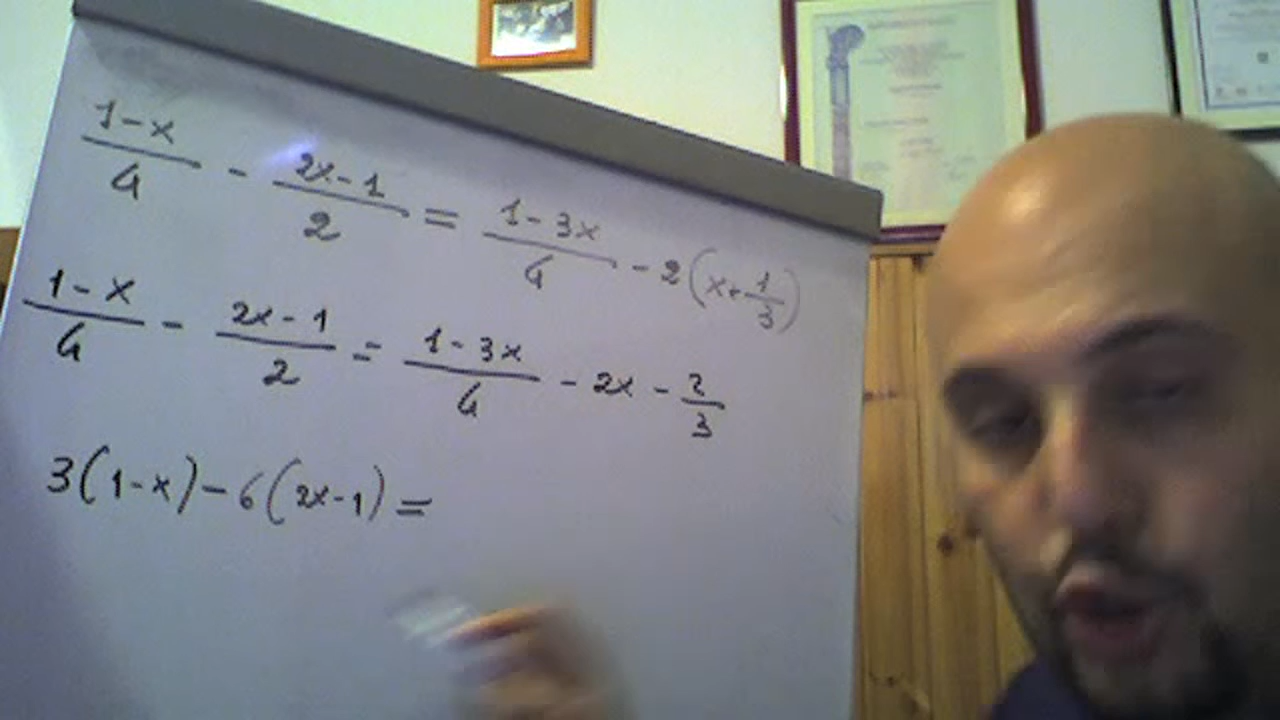 (1-x)/4 - (2x-1)/2 = (1-3x)/4 - 2(x+1/3)
(1-x)/4 - (2x-1)/2 = (1-3x)/4 - 2x - 2/3
3(1-x)-6(2x-1)=